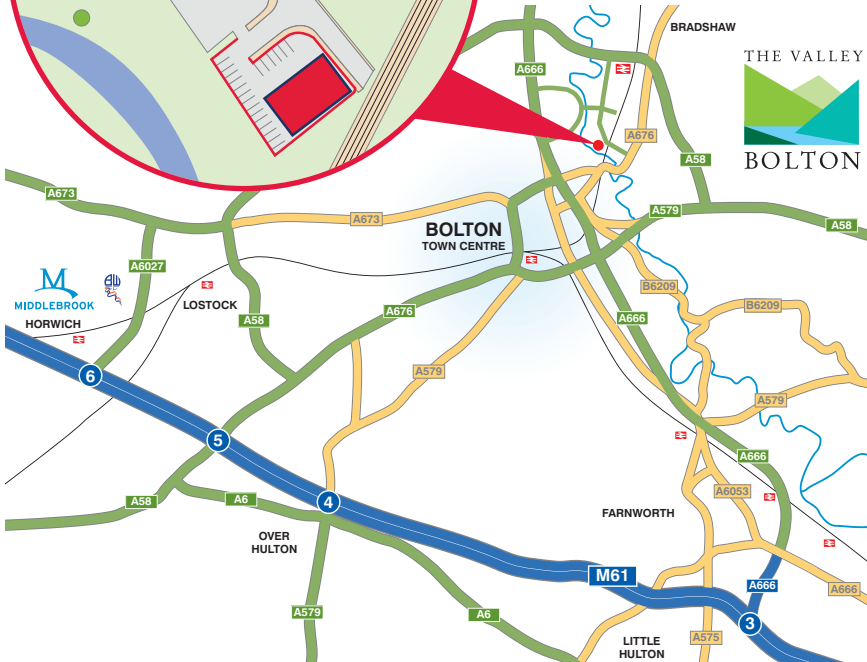 BRADSHAW
THE VALLEY
A666
A676
BOLTON
A58
A673
A579
A673
A58
BOLTON
TOWN CENTRE
A6027
B6209
MIDDLEBROOK
LOSTOCK
B6209
HORWICH
A58
A676
A666
6
A579
A579
5
A666
A6053
4
A58
A6
FARNWORTH
OVER
HULTON
M61
A666
A666
A579
A6
3
A575
LITTLE
HULTON